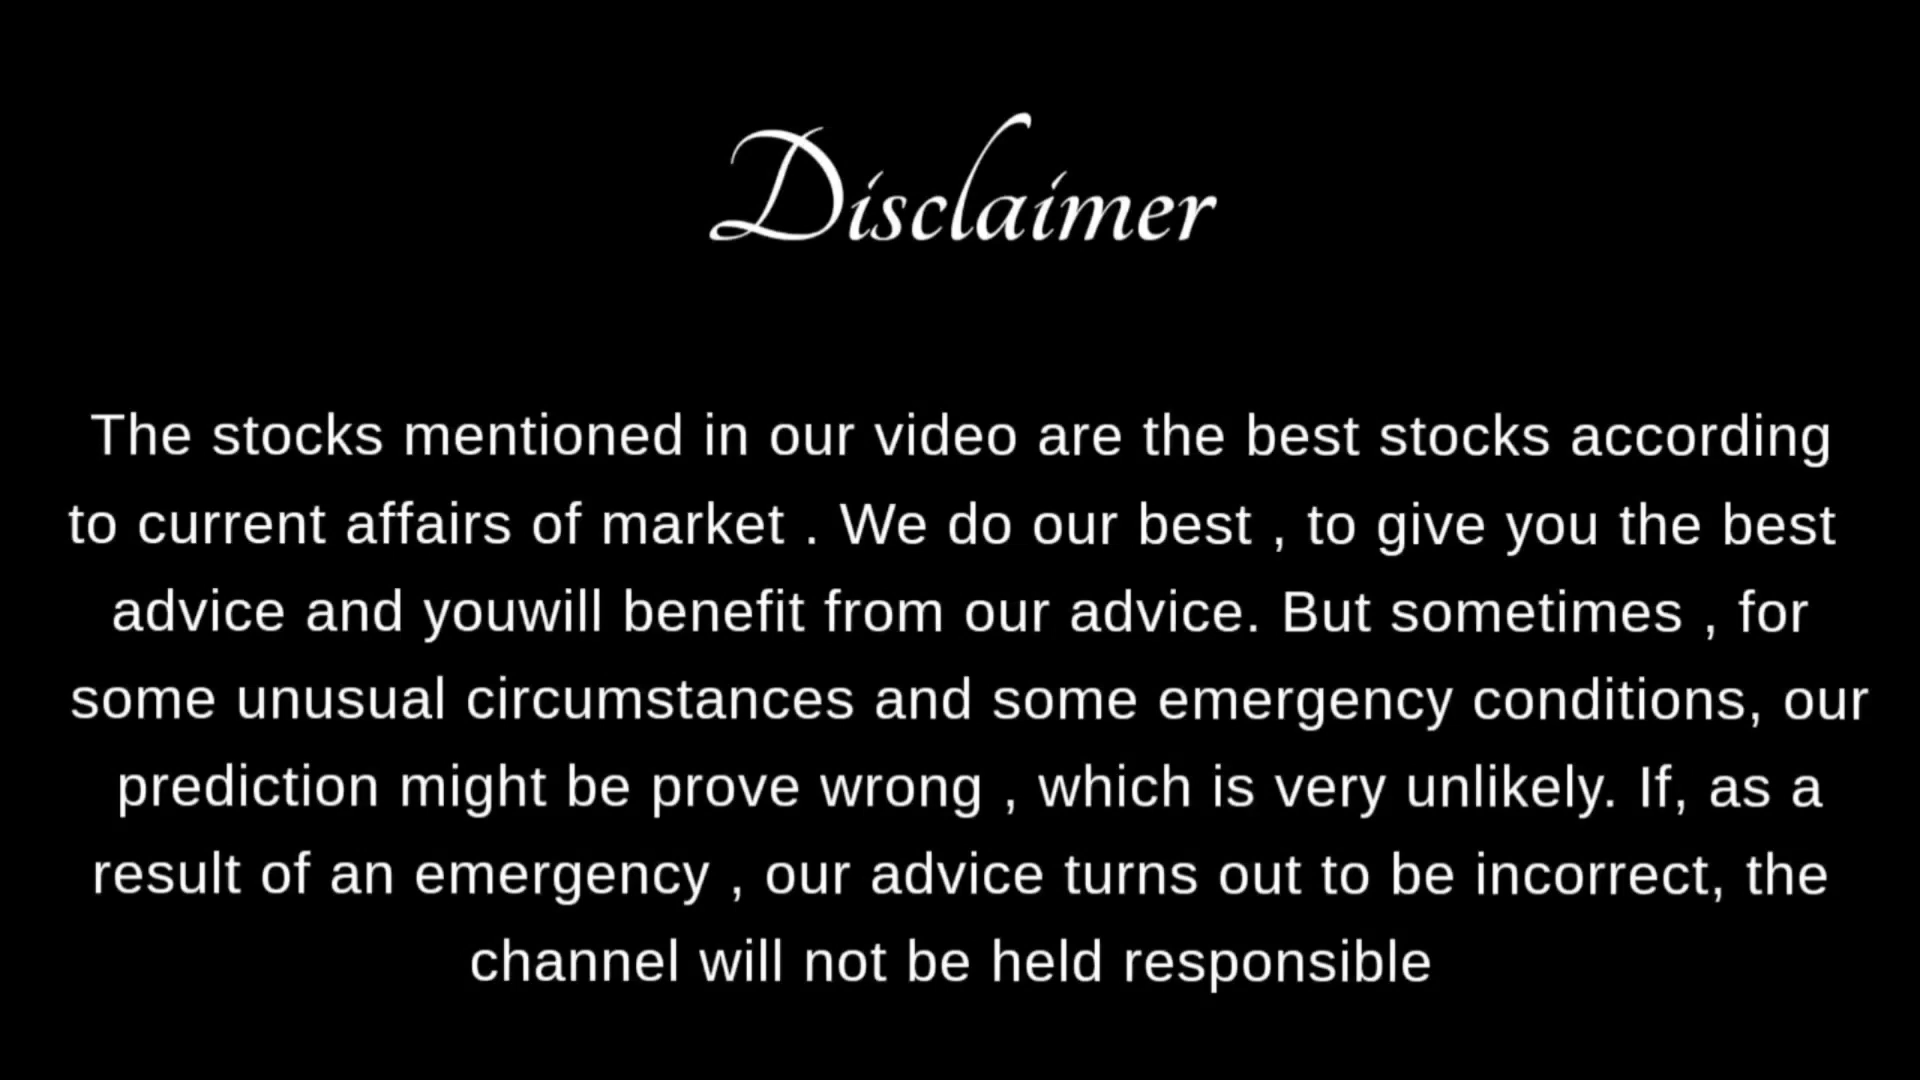 Disclaimer
The stocks mentioned in our video are the best stocks according
to current affairs of market . We do our best , to give you the best
advice and youwill benefit from our advice. But sometimes , for
some unusual circumstances and some emergency conditions, our
prediction might be prove wrong , which is very unlikely. If, as a
result of an emergency , our advice turns out to be incorrect, the
channel will not be held responsible